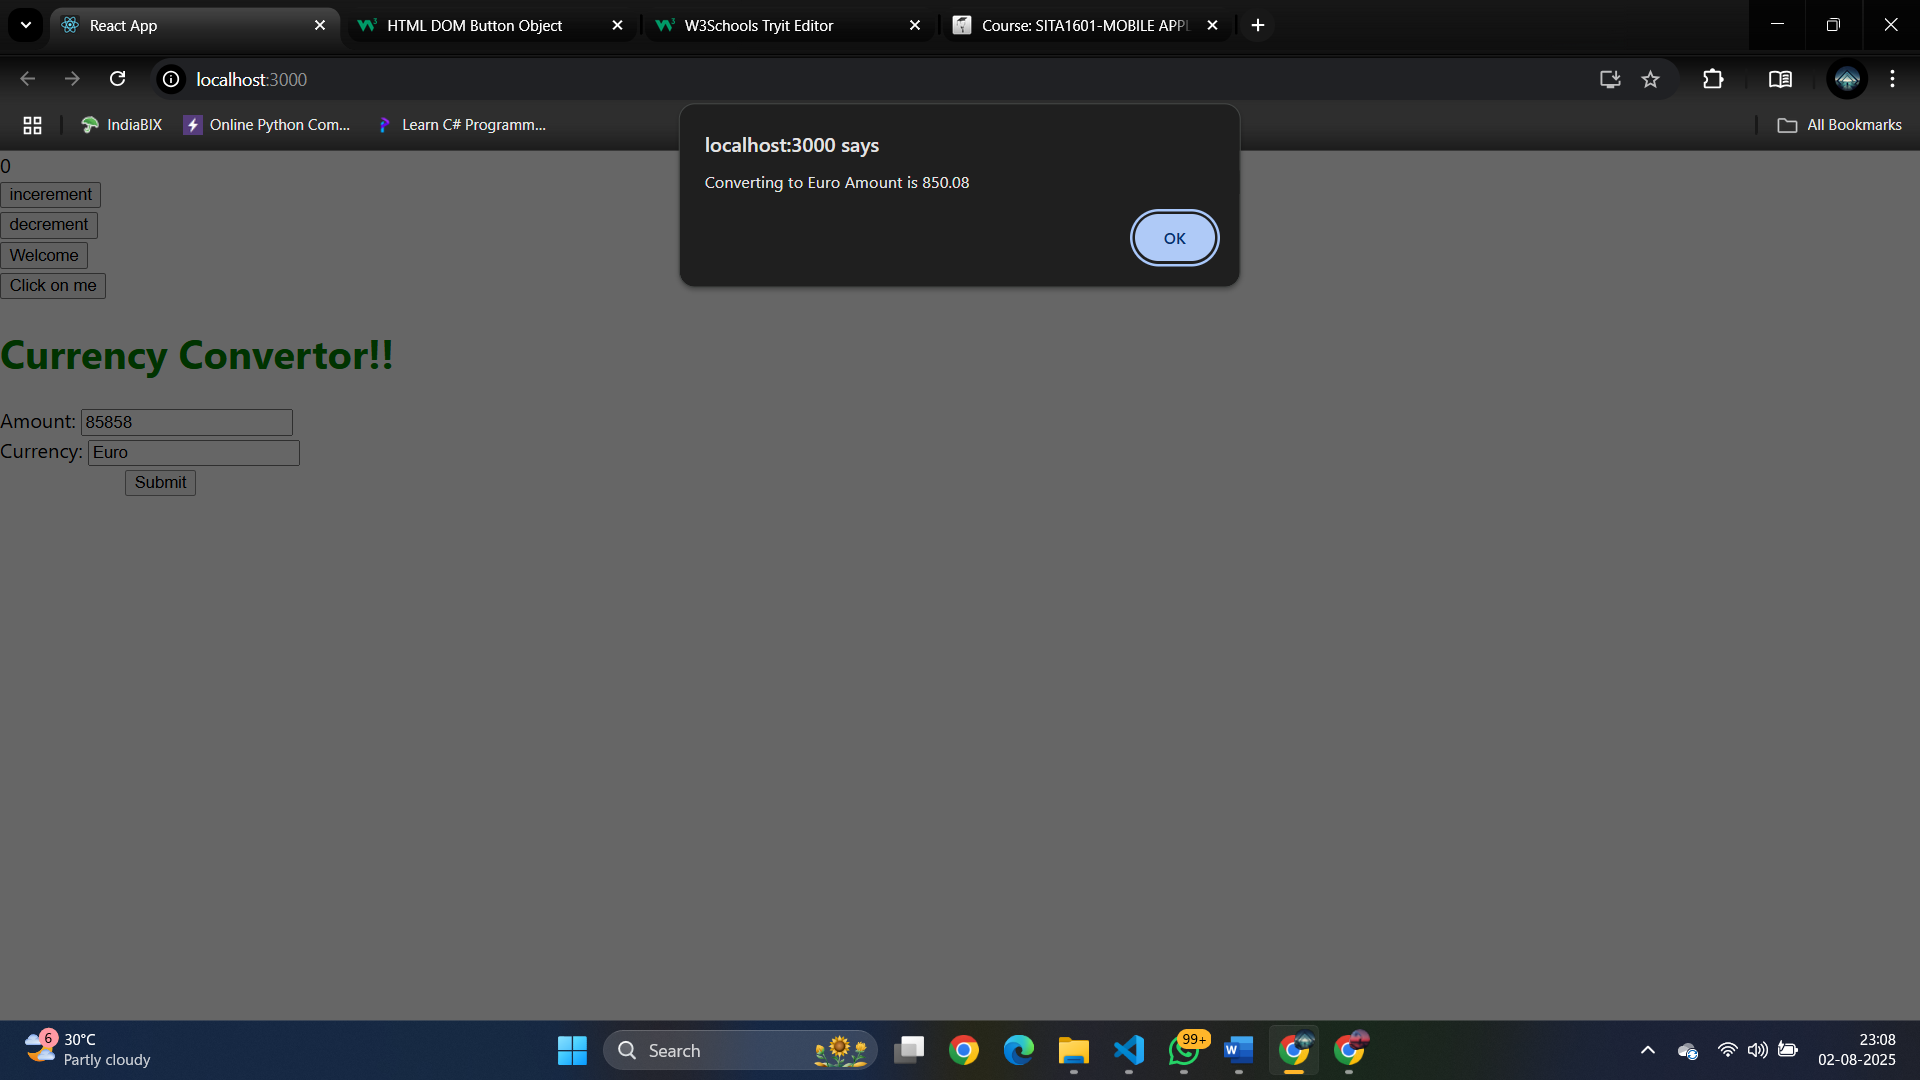 React App
HTML DOM Button Object
W3Schools Tryit Editor
Course: SITA1601-MOBILE APPL
localhost:3000
IndiaBIX
Online Python Com...
Learn C# Programm...
All Bookmarks
localhost:3000 says
Converting to Euro Amount is 850.08
OK
0
incerement
decrement
Welcome
Click on me
Currency Convertor!!
Amount: 85858
Currency: Euro
Submit
6
30°C
Partly cloudy
Search
99+
W
23:08
02-08-2025